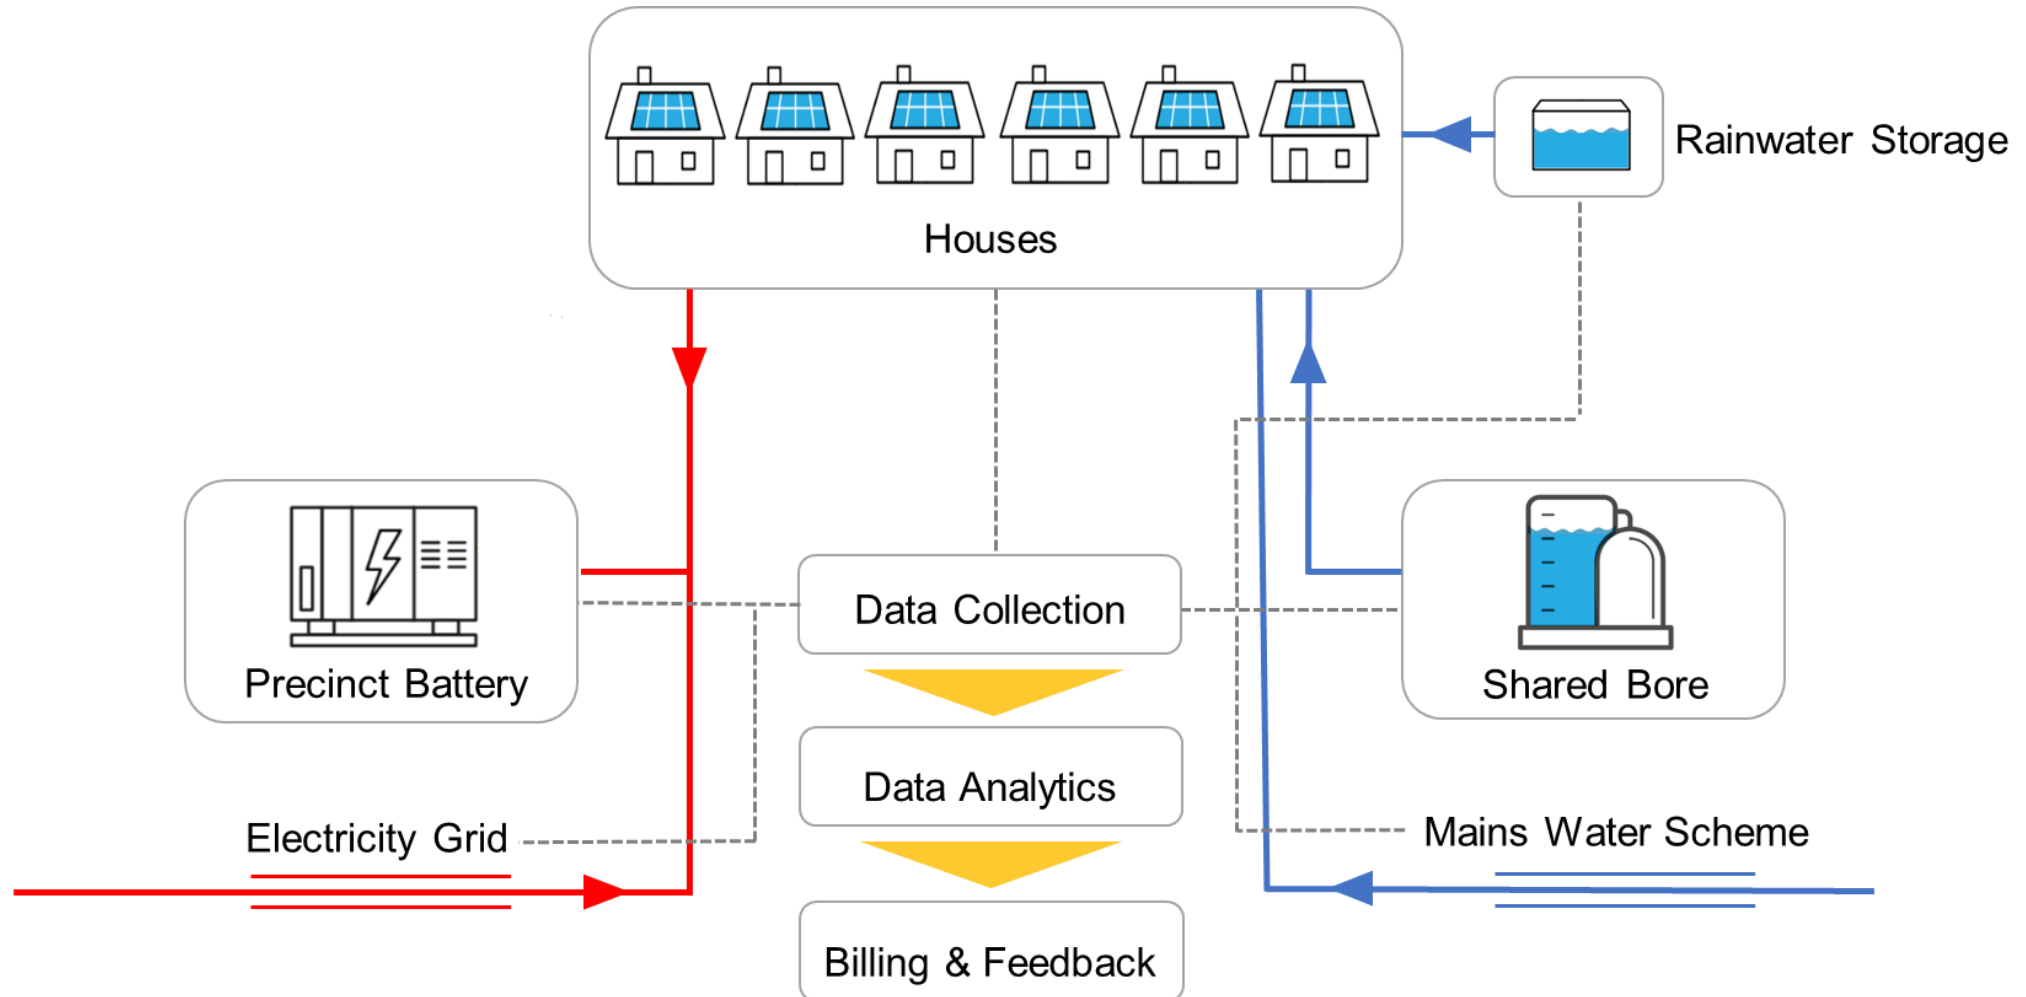 Rainwater Storage
Houses
Data Collection
Precinct Battery
Shared Bore
Data Analytics
Electricity Grid
Mains Water Scheme
Billing & Feedback